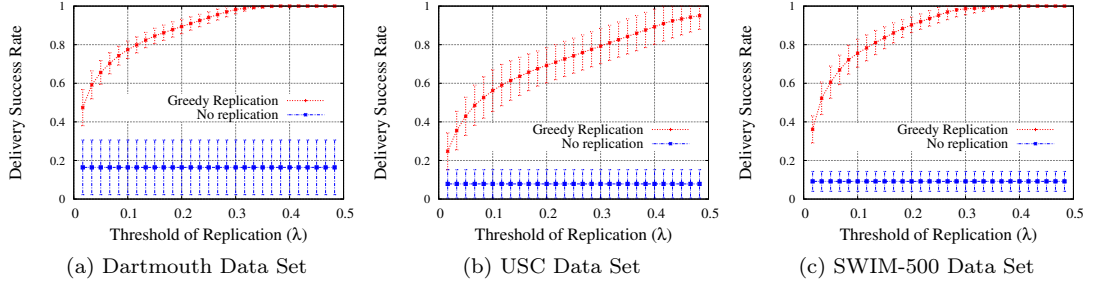 Delivery Success Rate
1
0.8
0.6
0.4
0.2
0
Greedy Replication
No replication
0 0.1 0.2 0.3 0.4 0.5
Threshold of Replication (λ)
(a) Dartmouth Data Set
Delivery Success Rate
1
0.8
0.6
0.4
0.2
0
Greedy Replication
No replication
0 0.1 0.2 0.3 0.4 0.5
Threshold of Replication (λ)
(b) USC Data Set
Delivery Success Rate
1
0.8
0.6
0.4
0.2
0
Greedy Replication
No replication
0 0.1 0.2 0.3 0.4 0.5
Threshold of Replication (λ)
(c) SWIM-500 Data Set